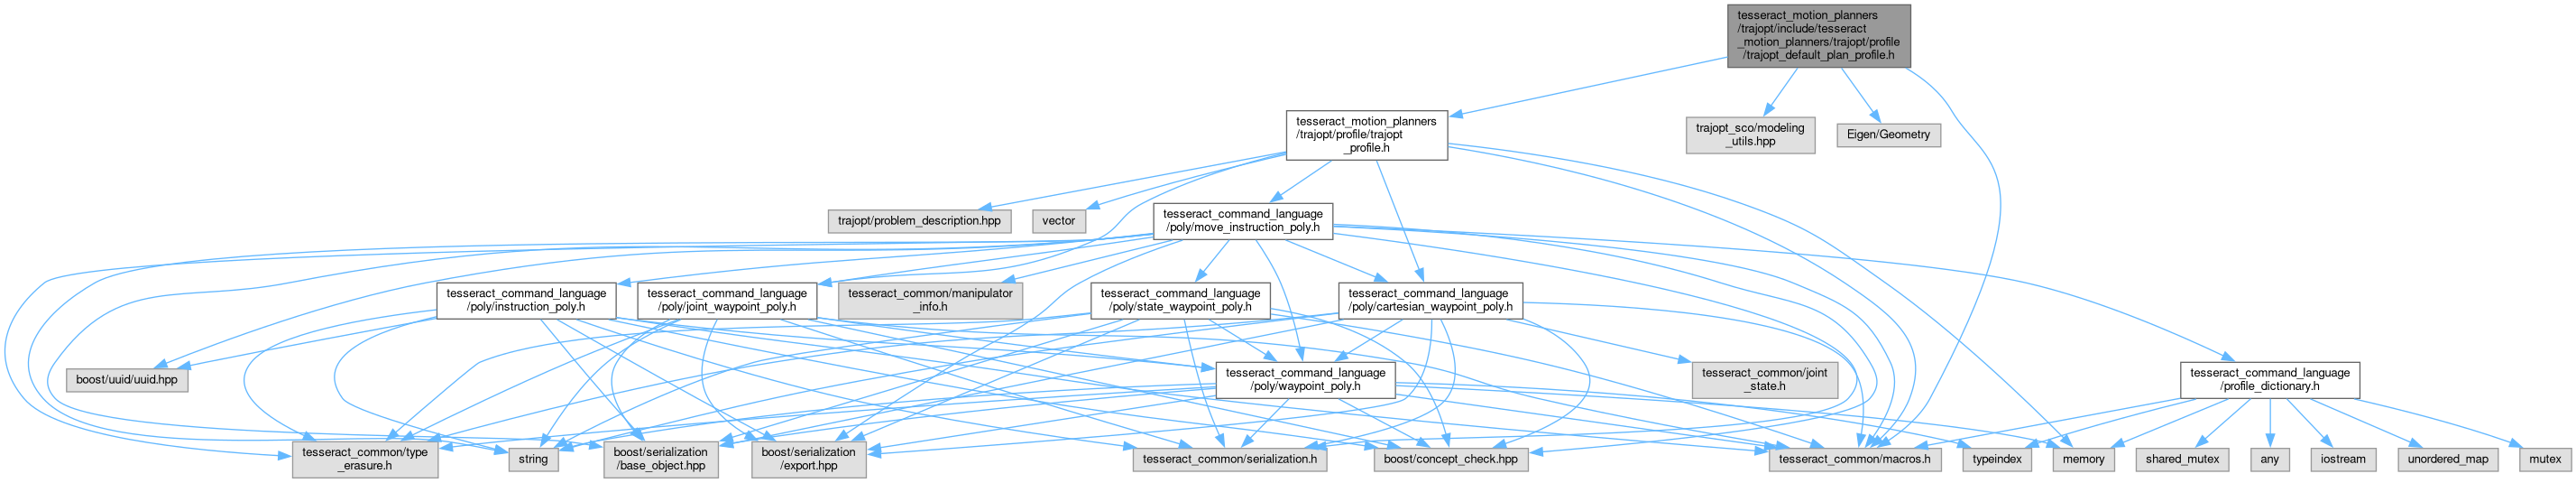 tesseract_motion_planners
/trajopt/include/tesseract
_motion_planners/trajopt/profile
/trajopt_default_plan_profile.h
tesseract_motion_planners
/trajopt/profile/trajopt
_profile.h
trajopt_sco/modeling
_utils.hpp
Eigen/Geometry
trajopt/problem_description.hpp
vector
tesseract_command_language
/poly/move_instruction_poly.h
tesseract_command_language
/poly/instruction_poly.h
tesseract_command_language
/poly/joint_waypoint_poly.h
tesseract_common/manipulator
_info.h
tesseract_command_language
/poly/state_waypoint_poly.h
tesseract_command_language
/poly/cartesian_waypoint_poly.h
boost/uuid/uuid.hpp
tesseract_command_language
/poly/waypoint_poly.h
tesseract_common/joint
_state.h
tesseract_command_language
/profile_dictionary.h
tesseract_common/type
_erasure.h
string
boost/serialization
/base_object.hpp
boost/serialization
/export.hpp
tesseract_common/serialization.h
boost/concept_check.hpp
tesseract_common/macros.h
typeindex
memory
shared_mutex
any
iostream
unordered_map
mutex